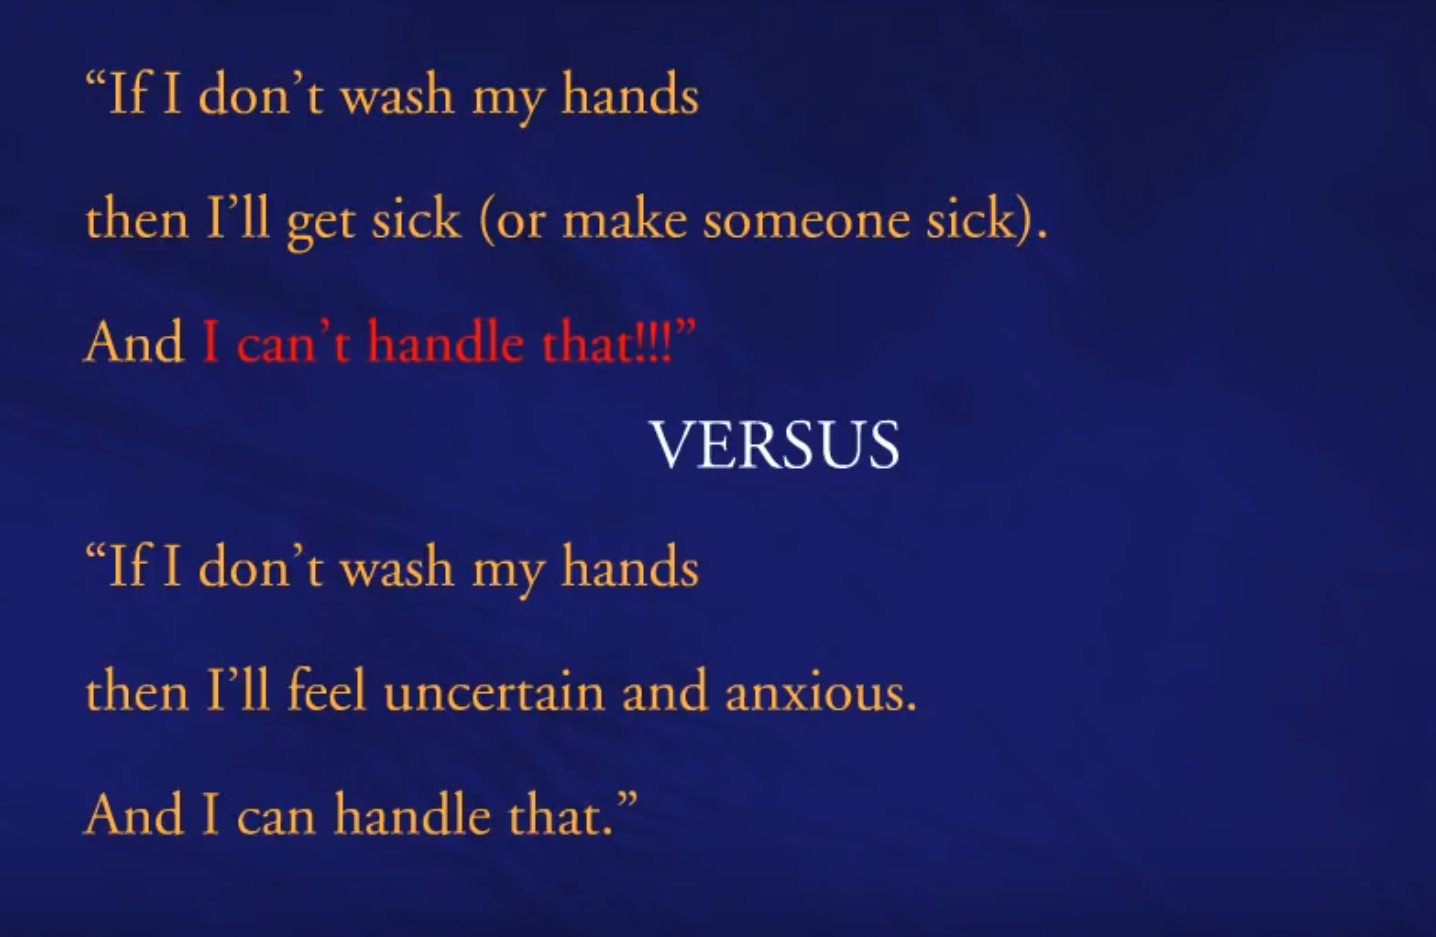 “If I don’t wash my hands
then I’ll get sick (or make someone sick).
And I can’t handle that!!!”
VERSUS
“If I don’t wash my hands
then I’ll feel uncertain and anxious.
And I can handle that.”